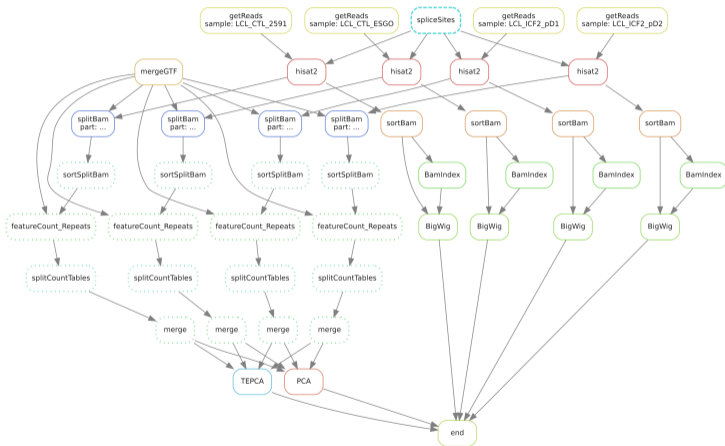 getReads
sample: LCL_CTL_2591
getReads
sample: LCL_CTL_ESGO
spliceSites
getReads
sample: LCL_ICF2_pD1
getReads
sample: LCL_ICF2_pD2
mergeGTF
hisat2
hisat2
hisat2
hisat2
splitBam
part: ...
splitBam
part: ...
splitBam
part: ...
splitBam
part: ...
sortBam
sortBam
sortBam
sortBam
sortSplitBam
sortSplitBam
sortSplitBam
sortSplitBam
BamIndex
BamIndex
BamIndex
BamIndex
featureCount_Repeats
featureCount_Repeats
featureCount_Repeats
featureCount_Repeats
BigWig
BigWig
BigWig
BigWig
splitCountTables
splitCountTables
splitCountTables
splitCountTables
merge
merge
merge
merge
TEPCA
PCA
end